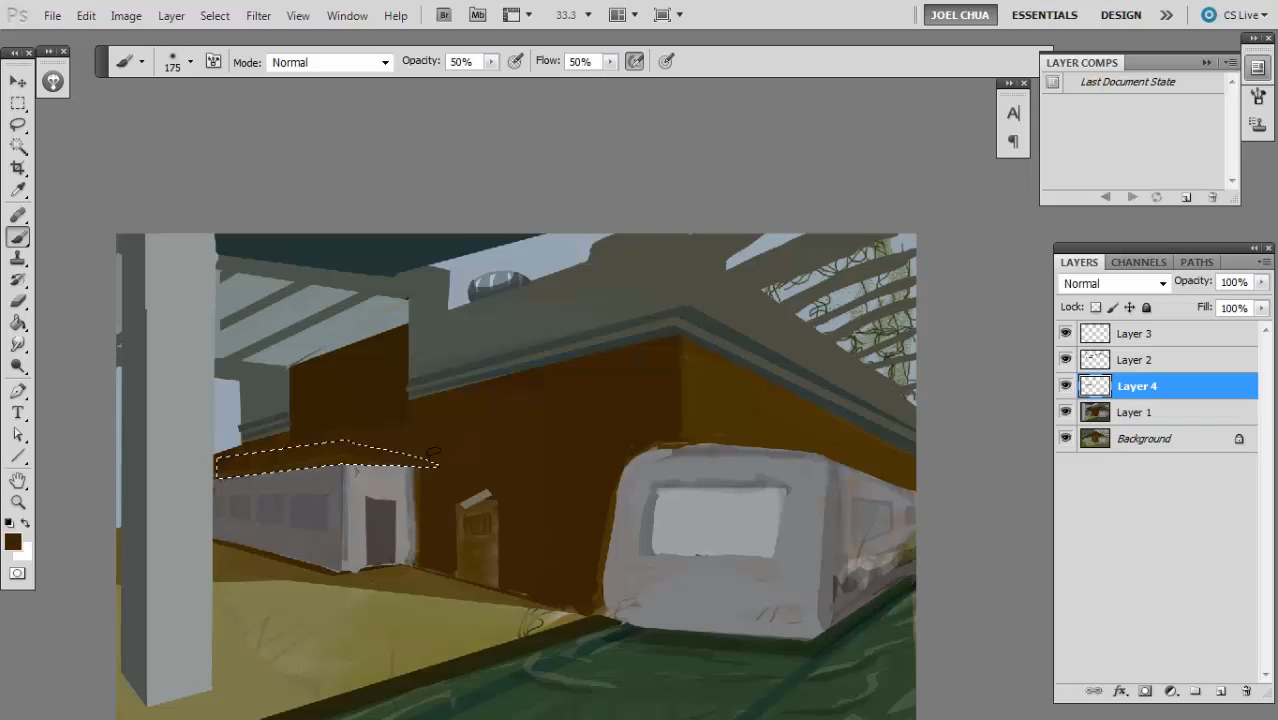 Ps File Edit Image Layer Select Filter View Window Help Br Mb 33.3 JOEL CHUA ESSENTIALS DESIGN CS Live
175 Mode: Normal Opacity: 50% Flow: 50%
LAYER COMPS
Last Document State
A
LAYERS CHANNELS PATHS
Normal Opacity: 100%
Lock: Fill: 100%
Layer 3
Layer 2
Layer 4
Layer 1
Background
T
fx